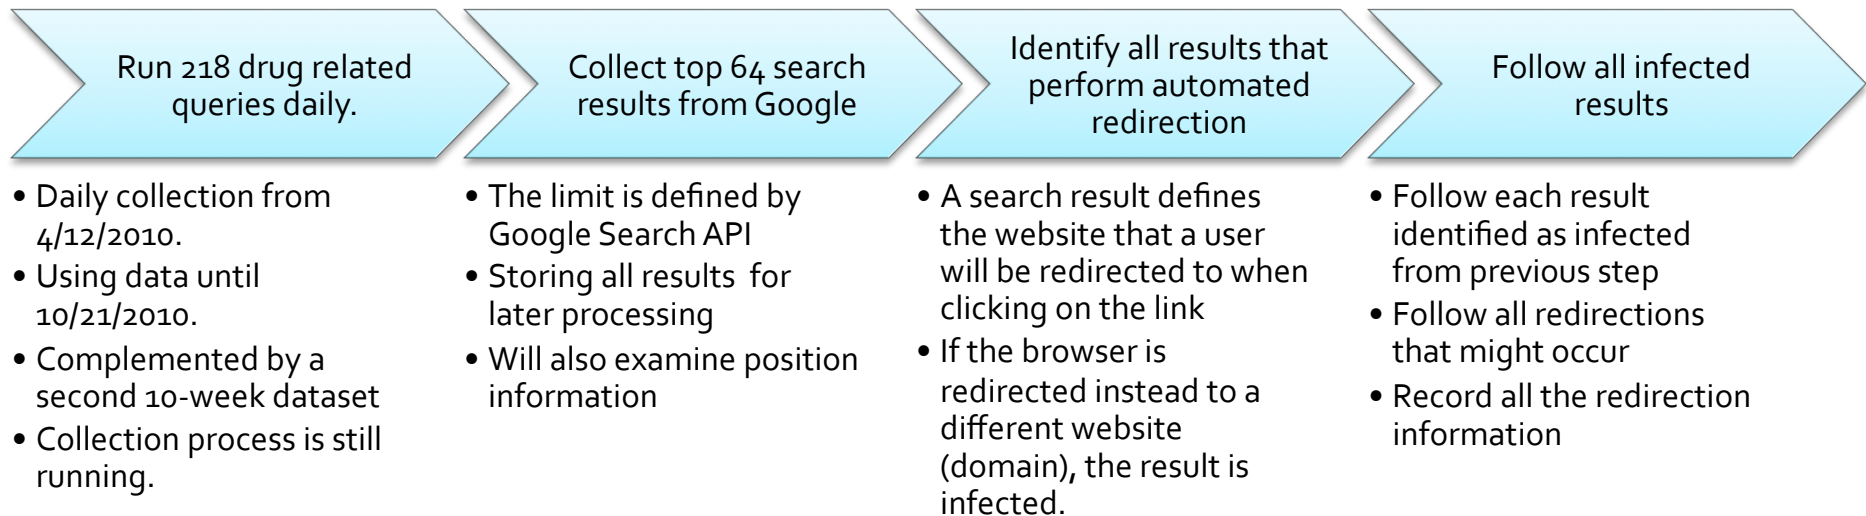 Run 218 drug related
queries daily.
• Daily collection from
4/12/2010.
• Using data until
10/21/2010.
• Complemented by a
second 10-week dataset
• Collection process is still
running.
Collect top 64 search
results from Google
• The limit is defined by
Google Search API
• Storing all results for
later processing
• Will also examine position
information
Identify all results that
perform automated
redirection
• A search result defines
the website that a user
will be redirected to when
clicking on the link
• If the browser is
redirected instead to a
different website
(domain), the result is
infected.
Follow all infected
results
• Follow each result
identified as infected
from previous step
• Follow all redirections
that might occur
• Record all the redirection
information